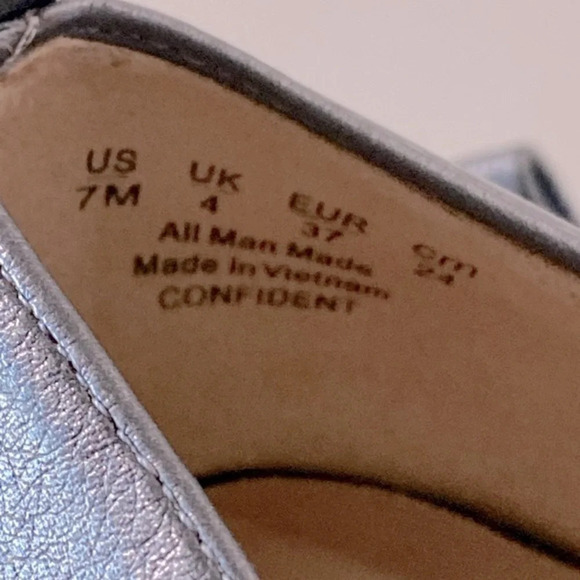 US UK EUR cm
7M 4 37 24
All Man Made
Made in Vietnam
CONFIDENT